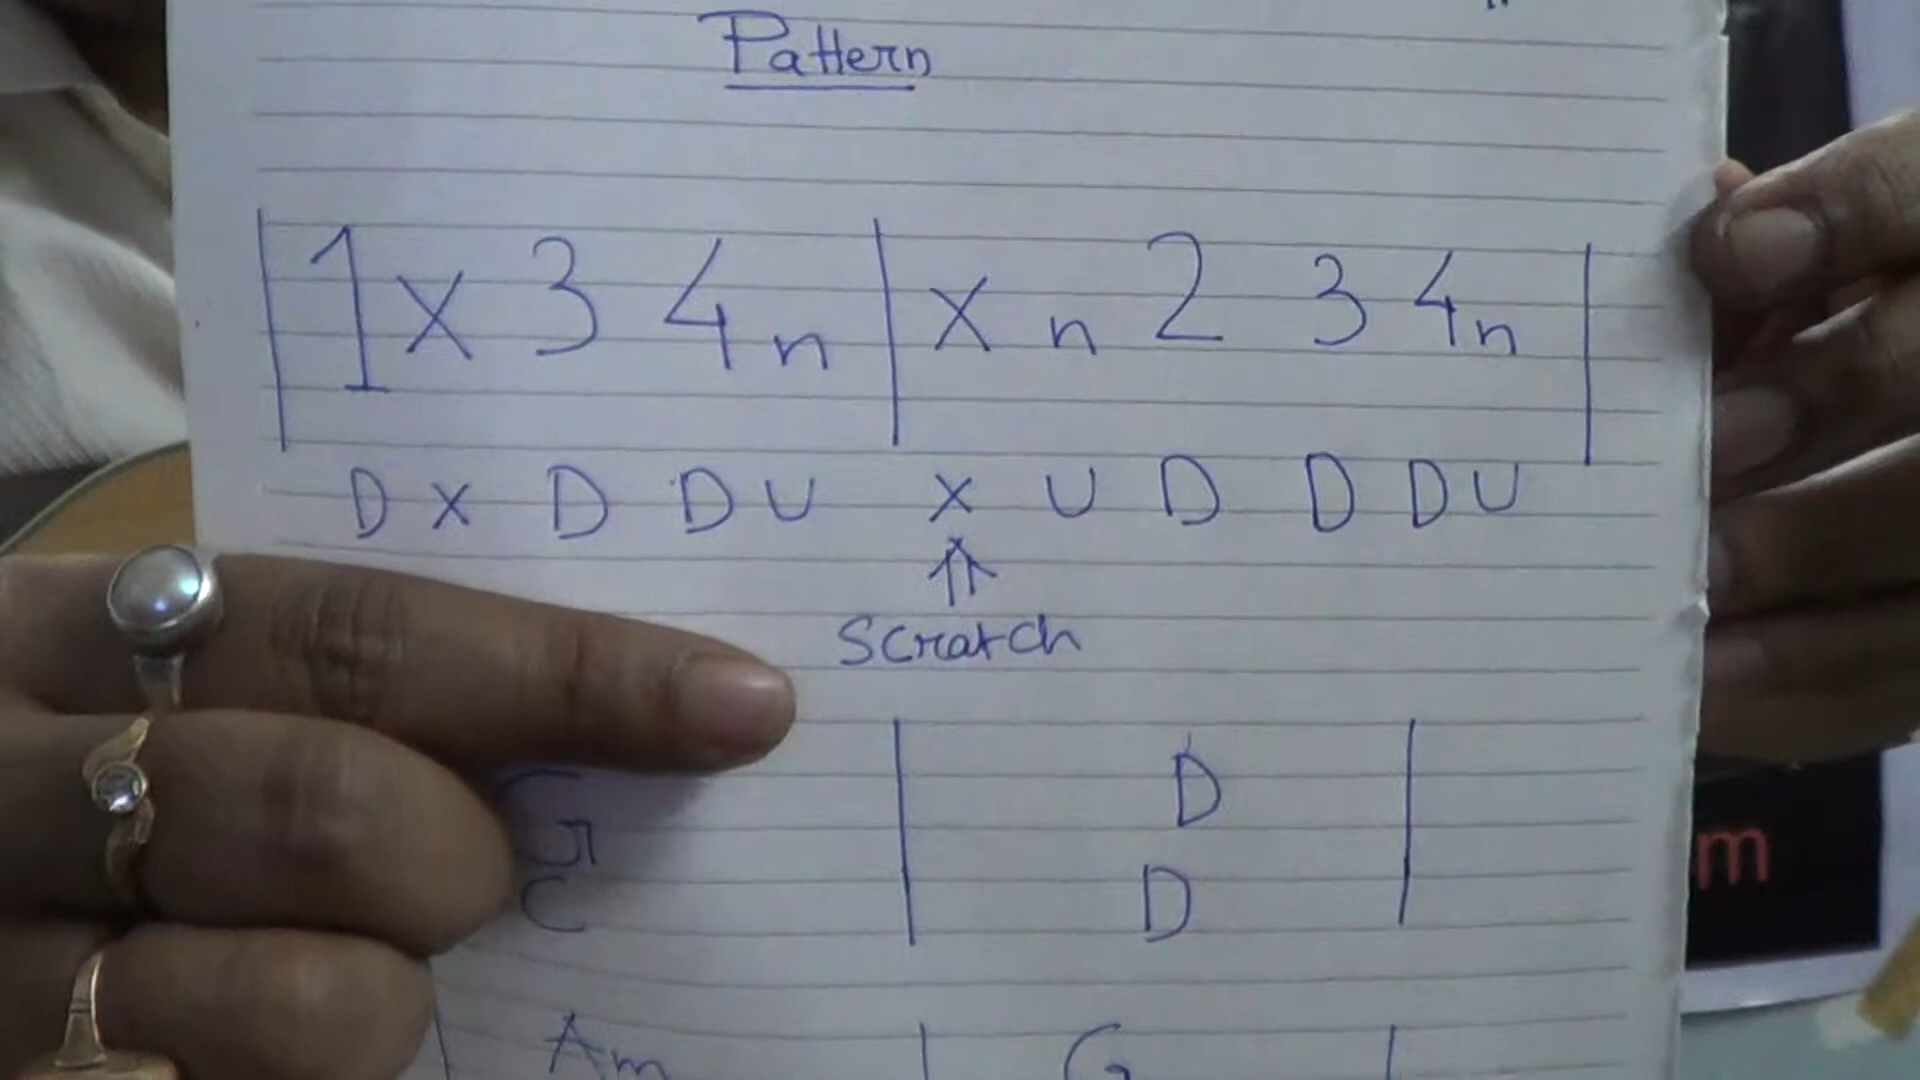 Pattern
| 1 x 3 4 n | x n 2 3 4 n |
D x D D U x U D D D U
Scratch
G | D |
C | D |
| Am | G |
m